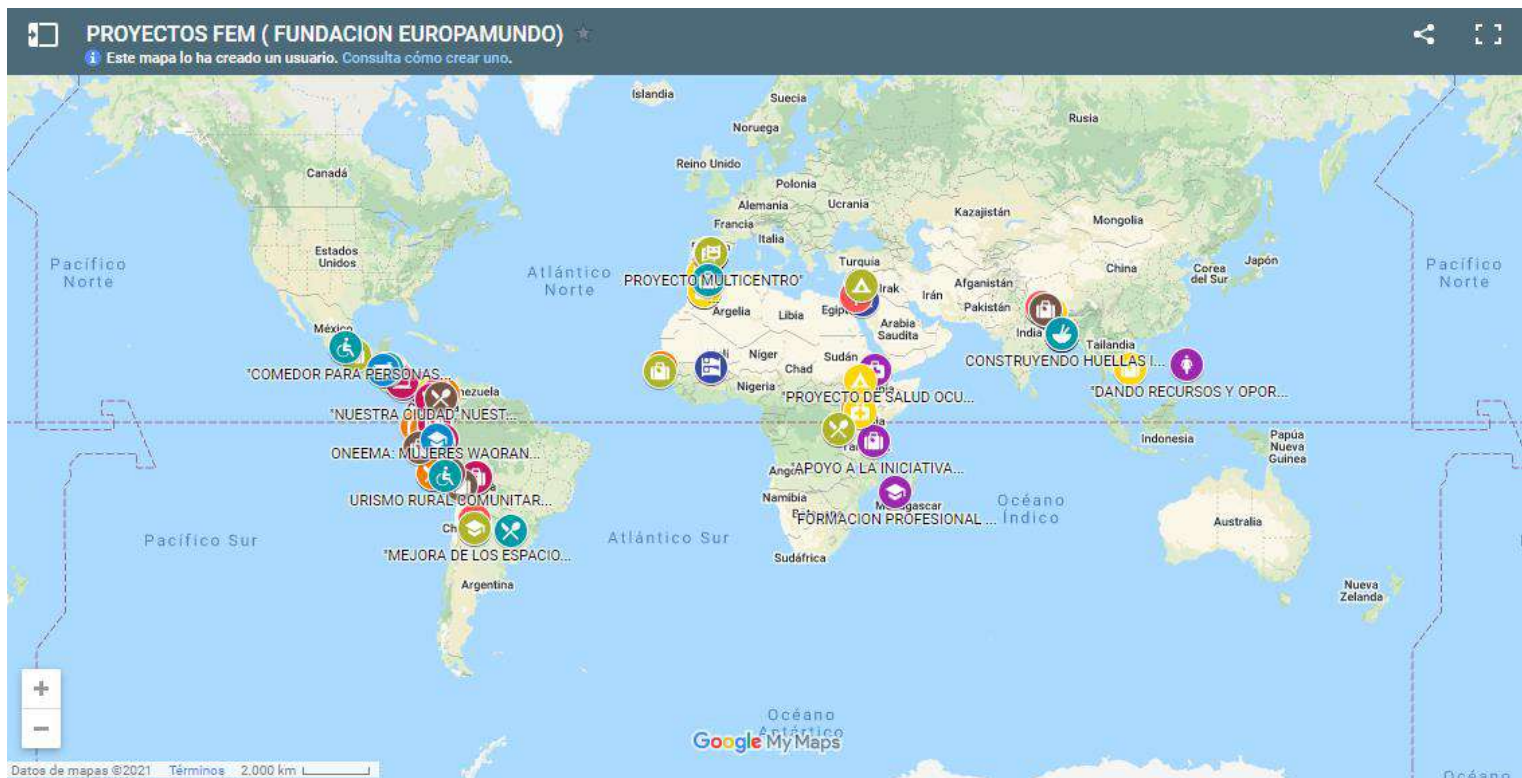 PROYECTOS FEM ( FUNDACION EUROPAMUNDO)
Este mapa lo ha creado un usuario. Consulta cómo crear uno.
Islandia
Suecia
Rusia
Noruega
Canadá
Reino Unido
Polonia
Alemania
Ucrania
Kazajistán
Mongolia
Francia
Italia
Estados
Unidos
Pacífico
Norte
Atlántico
Norte
Turquía
China
Corea
del Sur
Japón
Pacífico
Norte
PROYECTO MULTICENTRO"
Irak
Irán
Afganistán
Pakistán
Argelia
Libia
Arabia
Saudita
India
México
Tailandia
Níger
Chad
Sudán
Nigeria
CONSTRUYENDO HUELLAS I...
"COMEDOR PARA PERSONAS...
"DANDO RECURSOS Y OPOR...
"PROYECTO DE SALUD OCU...
"NUESTRA CIUDAD, NUEST...
Indonesia
Papúa
Nueva
Guinea
ONEEMA: MUJERES WAORAN...
"APOYO A LA INICIATIVA...
URISMO RURAL COMUNITAR...
Namibia
Océano
Índico
FORMACION PROFESIONAL ...
Australia
Pacífico Sur
Atlántico Sur
"MEJORA DE LOS ESPACIO...
Sudáfrica
Argentina
Nueva
Zelanda
+
−
Océano
Antártico
Google My Maps
Datos de mapas ©2021 Términos 2.000 km